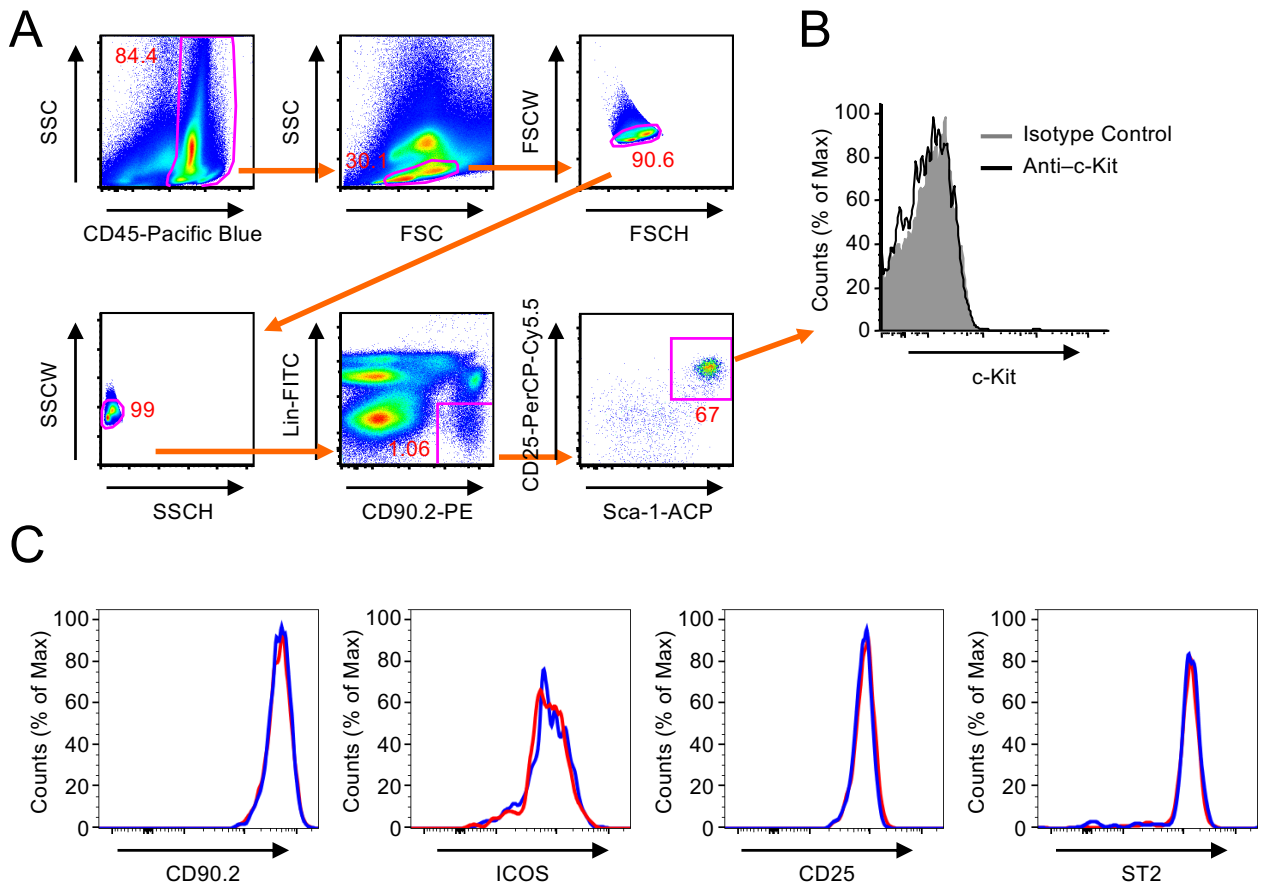 A
84.4
SSC
CD45-Pacific Blue
30.1
SSC
FSC
90.6
FSCW
FSCH
99
SSCW
SSCH
1.06
Lin-FITC
CD90.2-PE
67
CD25-PerCP-Cy5.5
Sca-1-ACP
B
100
80
60
40
20
0
Counts (% of Max)
c-Kit
Isotype Control
Anti–c-Kit
C
100
80
60
40
20
0
Counts (% of Max)
CD90.2
100
80
60
40
20
0
Counts (% of Max)
ICOS
100
80
60
40
20
0
Counts (% of Max)
CD25
100
80
60
40
20
0
Counts (% of Max)
ST2